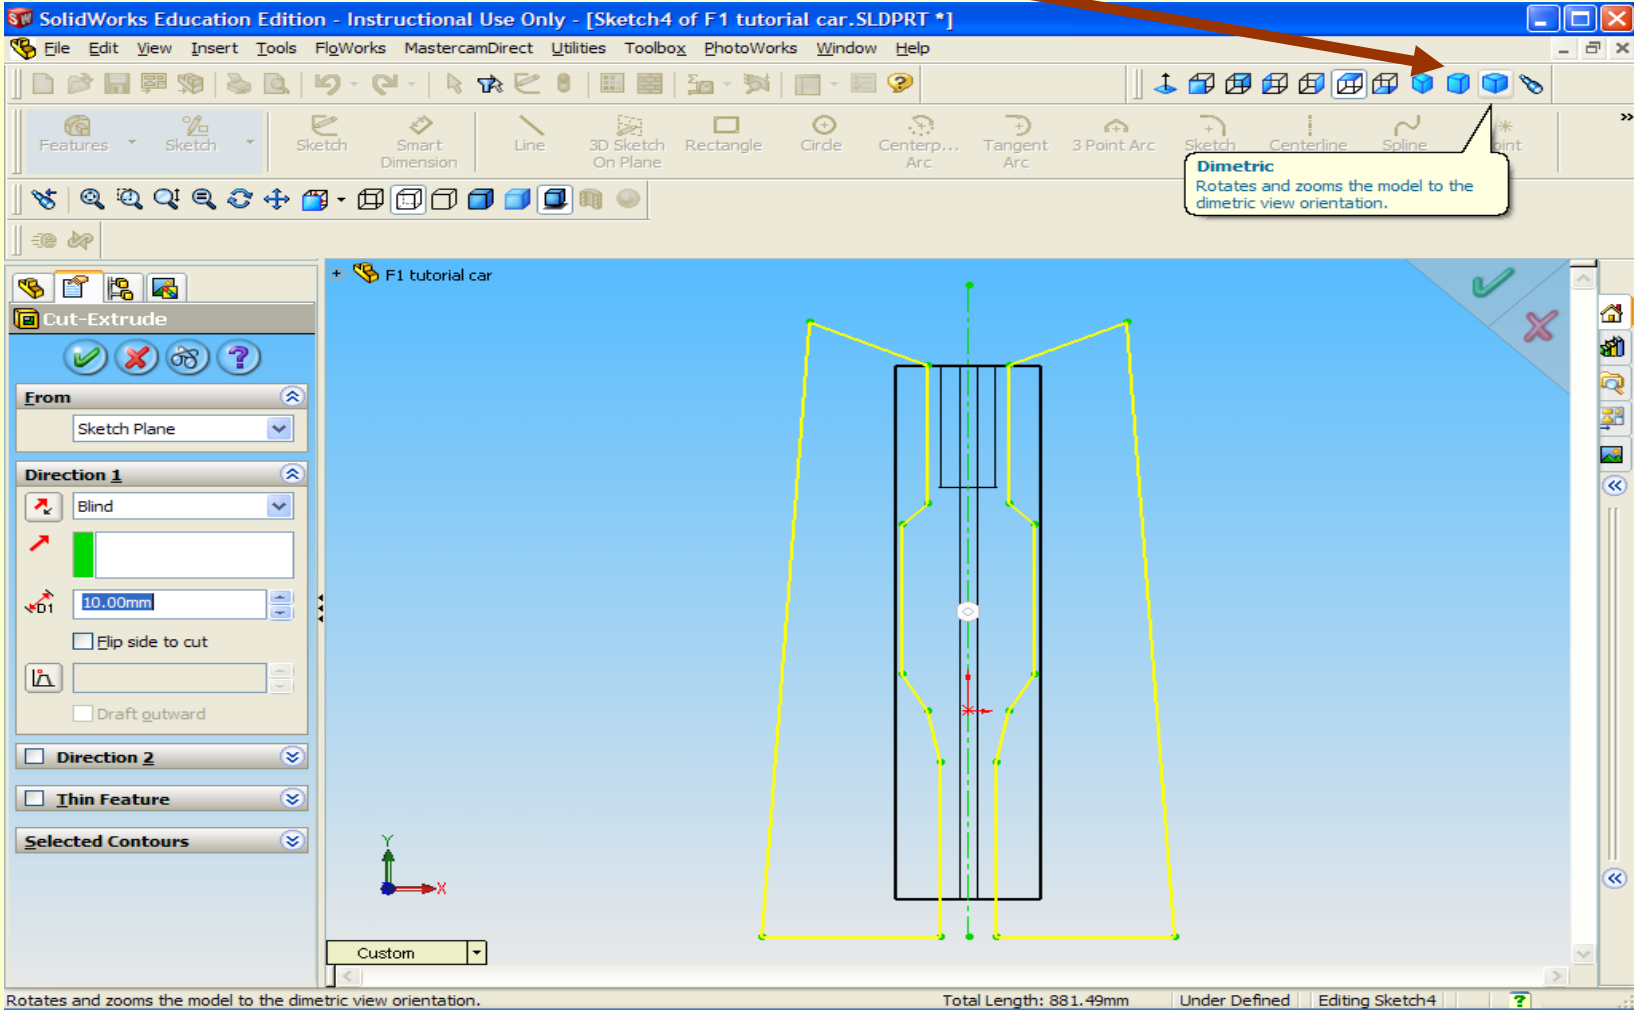 SolidWorks Education Edition - Instructional Use Only - [Sketch4 of F1 tutorial car.SLDPRT *]
File Edit View Insert Tools FloWorks MastercamDirect Utilities Toolbox PhotoWorks Window Help
Features Sketch Sketch Smart Dimension Line 3D Sketch On Plane Rectangle Circle Centerp... Arc Tangent Arc 3 Point Arc Sketch Centerline Spline
Dimetric
Rotates and zooms the model to the
dimetric view orientation.
F1 tutorial car
Cut-Extrude
From
Sketch Plane
Direction 1
Blind
D1
10.00mm
Flip side to cut
Draft outward
Direction 2
Thin Feature
Selected Contours
Y
X
Custom
Rotates and zooms the model to the dimetric view orientation. Total Length: 881.49mm Under Defined Editing Sketch4